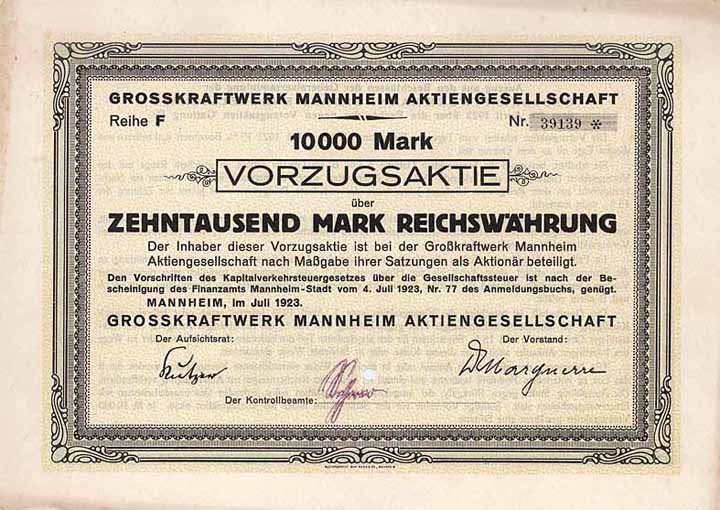 GROSSKRAFTWERK MANNHEIM AKTIENGESELLSCHAFT
Reihe F Nr. 39139 *
10000 Mark
VORZUGSAKTIE
über
ZEHNTAUSEND MARK REICHSWÄHRUNG
Der Inhaber dieser Vorzugsaktie ist bei der Großkraftwerk Mannheim
Aktiengesellschaft nach Maßgabe ihrer Satzungen als Aktionär beteiligt.
Den Vorschriften des Kapitalverkehrsteuergesetzes über die Gesellschaftssteuer ist nach der Be-
scheinigung des Finanzamts Mannheim-Stadt vom 4. Juli 1923, Nr. 77 des Anmeldungsbuchs, genügt.
MANNHEIM, im Juli 1923.
GROSSKRAFTWERK MANNHEIM AKTIENGESELLSCHAFT
Der Aufsichtsrat: Der Vorstand:
Kutzer Marguerre
Der Kontrollbeamte: